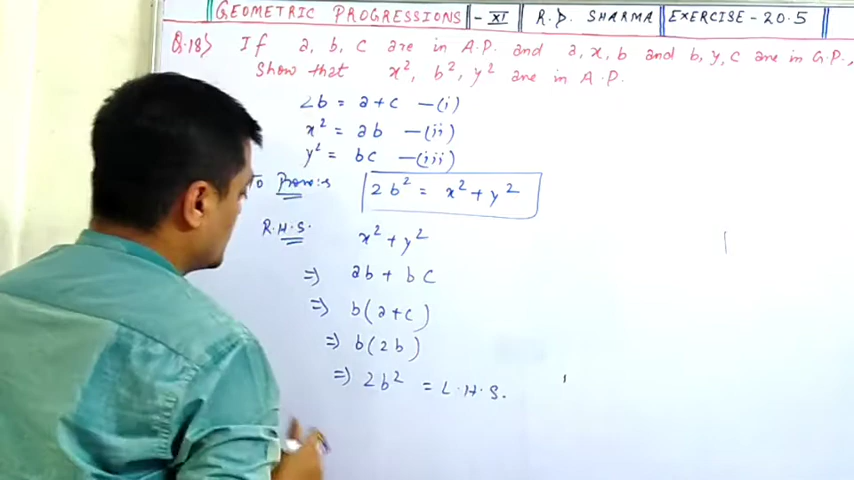 GEOMETRIC PROGRESSIONS - XI R.D. SHARMA EXERCISE - 20.5
Q.18> If a, b, c are in A.P. and a, x, b and b, y, c are in G.P.,
Show that x², b², y² are in A.P.
2b = a + c —(i)
x² = ab —(ii)
y² = bc —(iii)
To Prove:s 2b² = x² + y²
R.H.S. x² + y²
⇒ ab + bc
⇒ b(a+c)
⇒ b(2b)
⇒ 2b² = L.H.S.